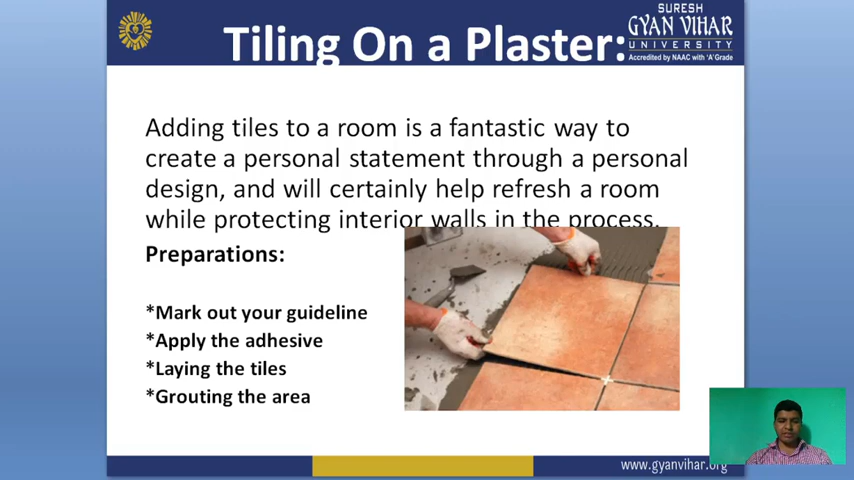 Tiling On a Plaster:
SURESH
GYAN VIHAR
UNIVERSITY
Accredited by NAAC with 'A' Grade
Adding tiles to a room is a fantastic way to
create a personal statement through a personal
design, and will certainly help refresh a room
while protecting interior walls in the process.
Preparations:
*Mark out your guideline
*Apply the adhesive
*Laying the tiles
*Grouting the area
www.gyanvihar.org